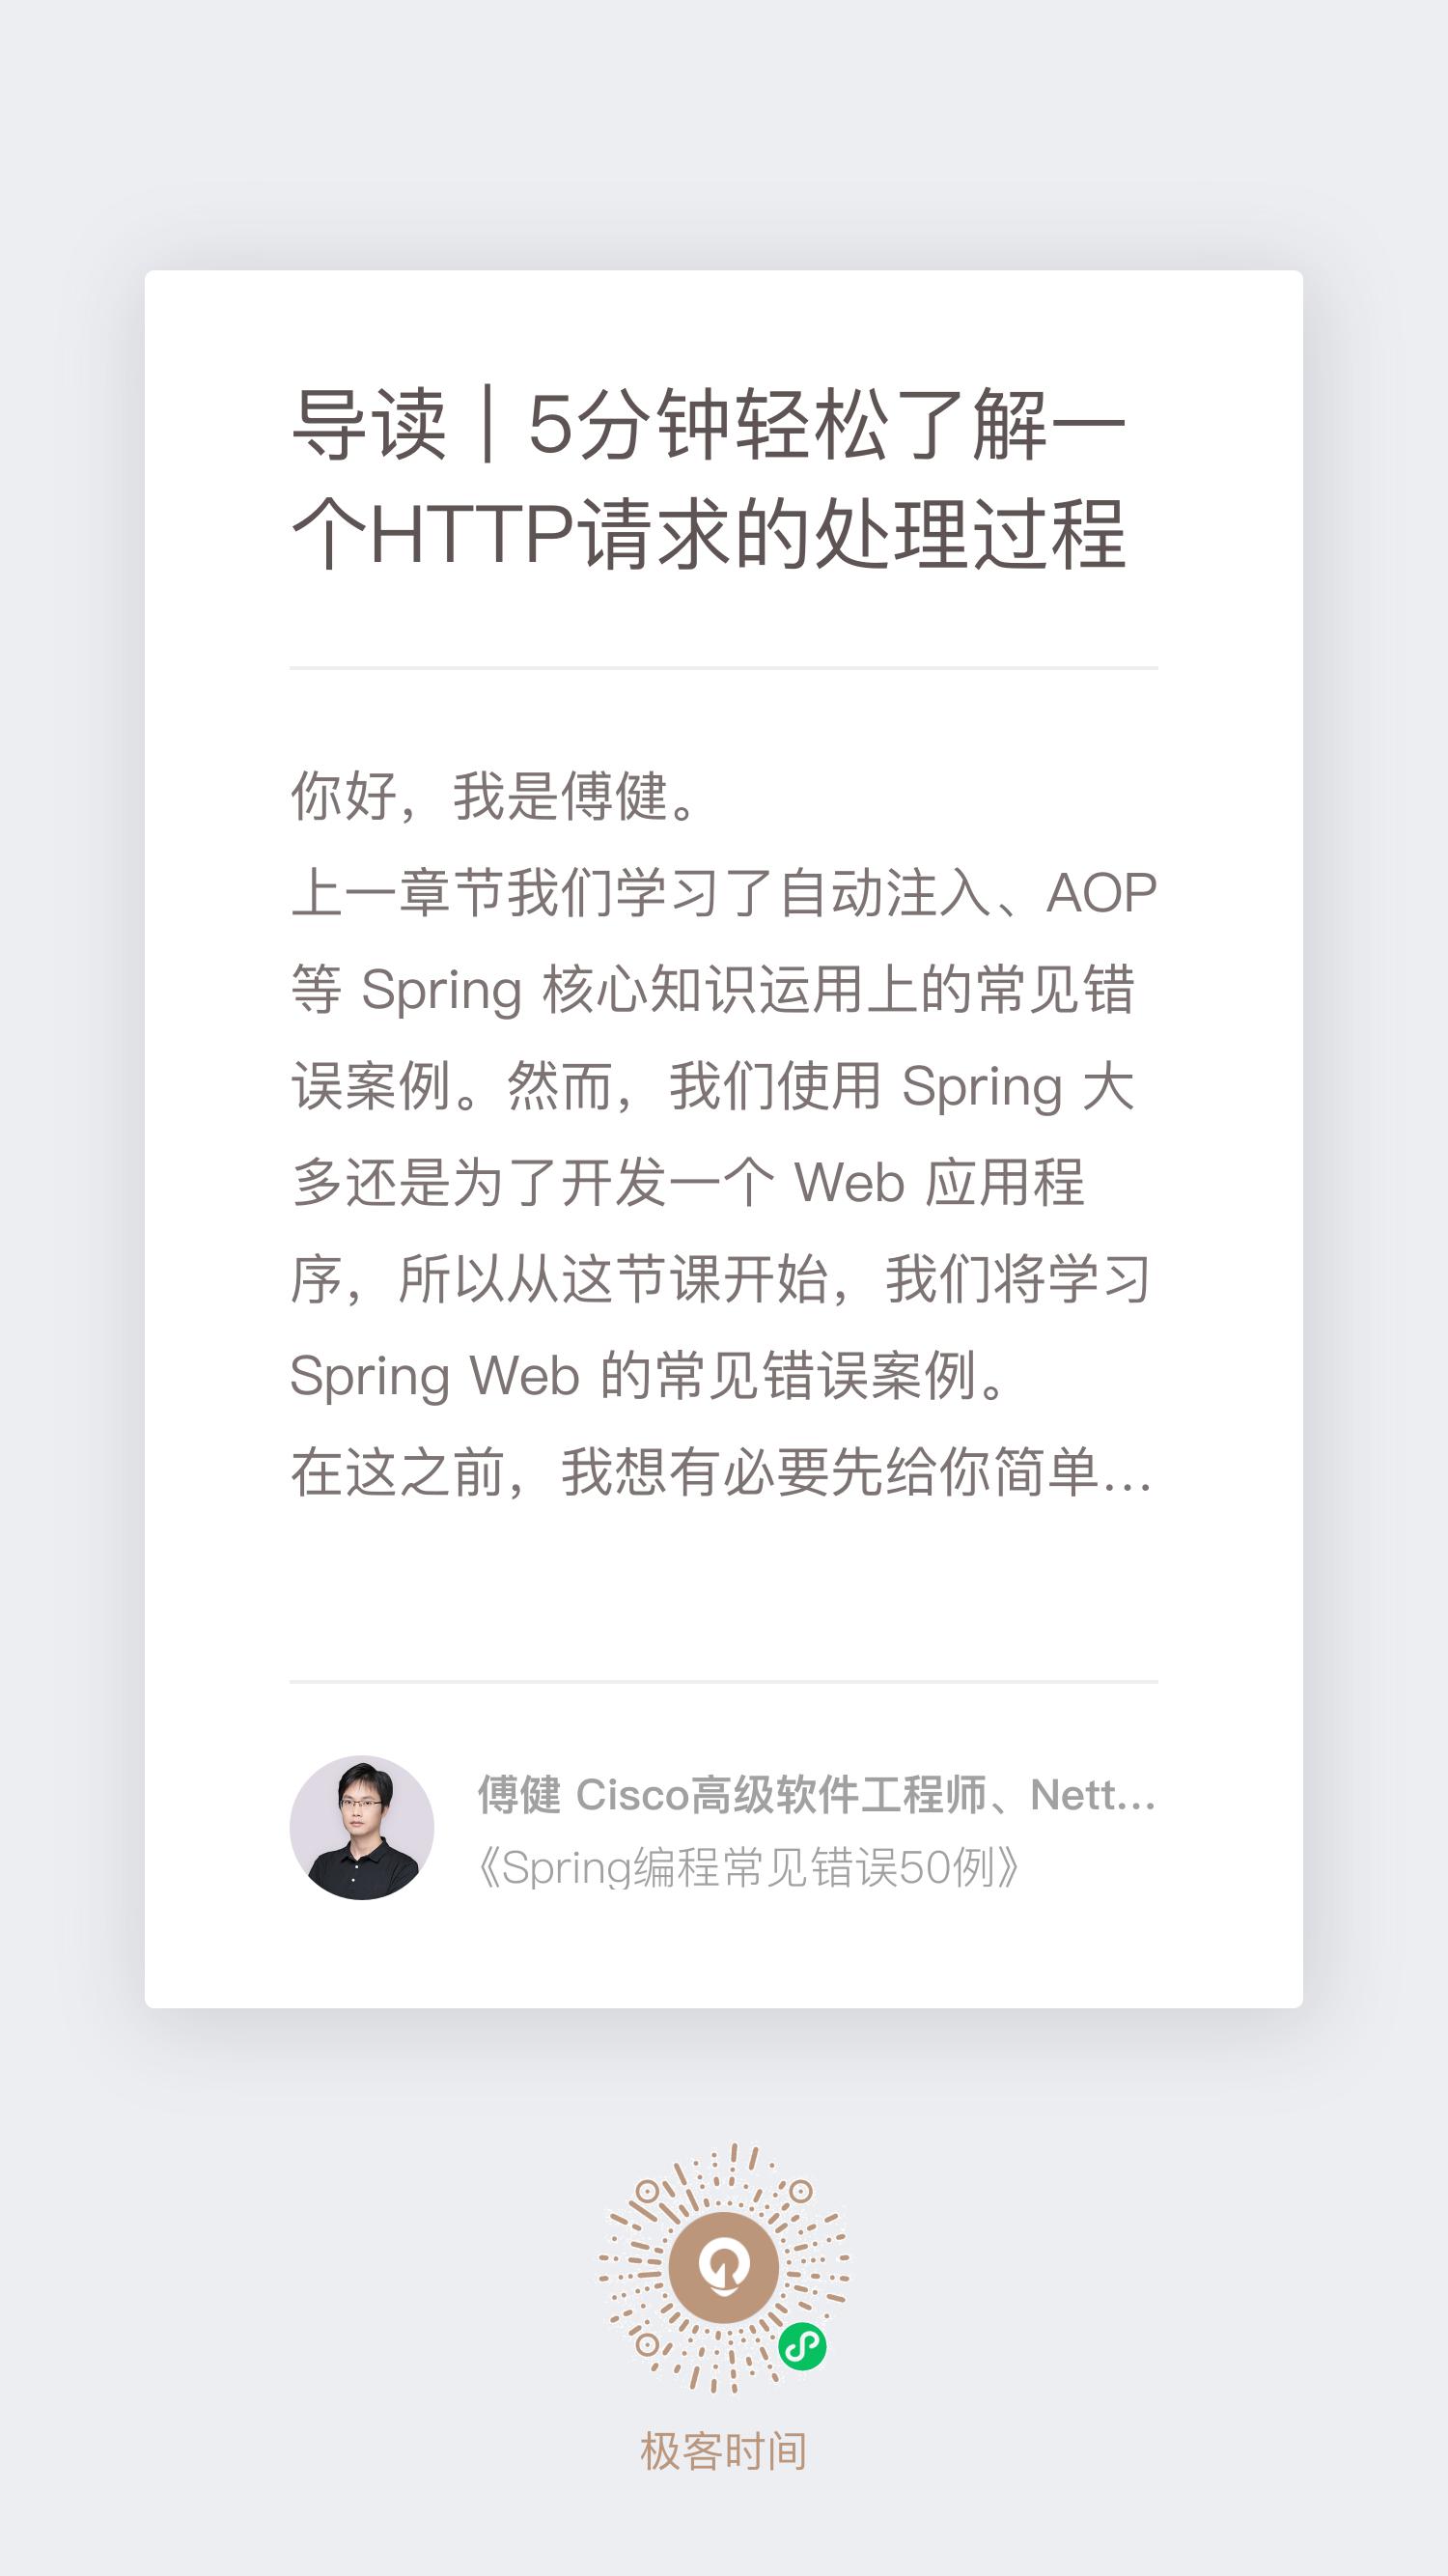 导读｜5分钟轻松了解一
个HTTP请求的处理过程
你好，我是傅健。
上一章节我们学习了自动注入、AOP
等 Spring 核心知识运用上的常见错
误案例。然而，我们使用 Spring 大
多还是为了开发一个 Web 应用程
序，所以从这节课开始，我们将学习
Spring Web 的常见错误案例。
在这之前，我想有必要先给你简单...
傅健 Cisco高级软件工程师、Nett...
《Spring编程常见错误50例》
极客时间